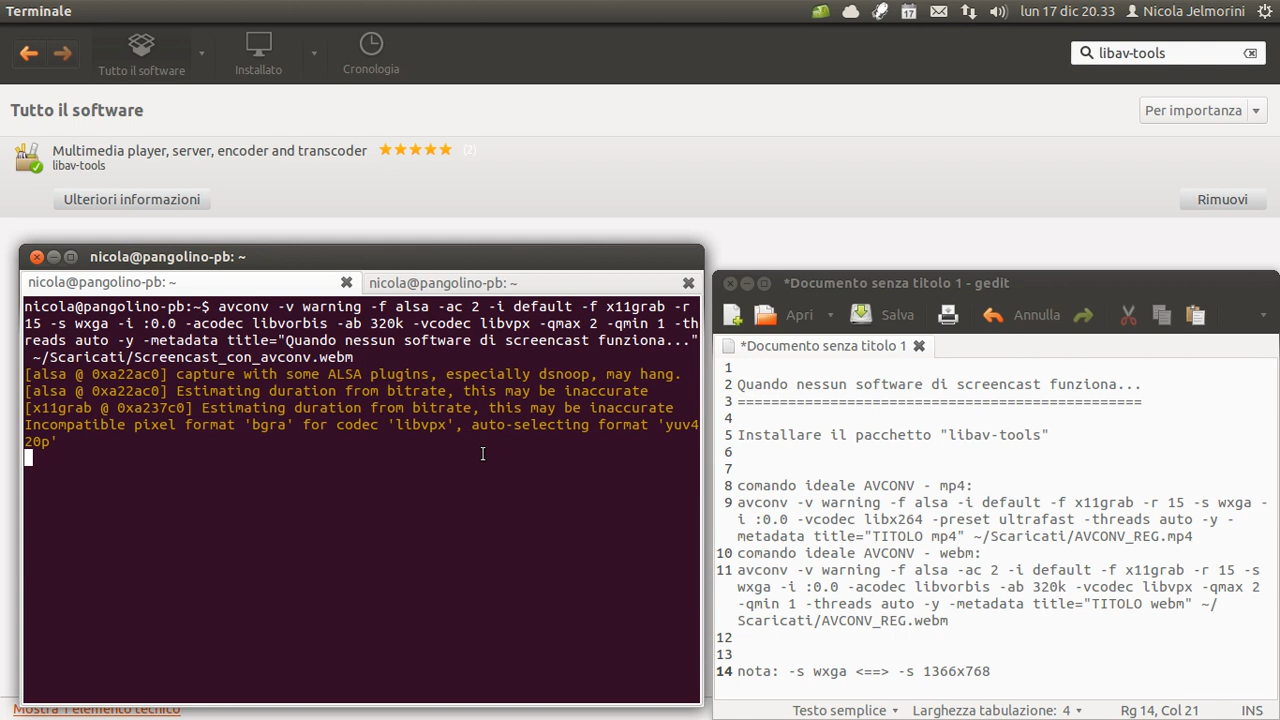 Terminale
17
lun 17 dic 20.33
Nicola Jelmorini
Tutto il software
Installato
Cronologia
libav-tools
Tutto il software
Per importanza
Multimedia player, server, encoder and transcoder
(2)
libav-tools
Ulteriori informazioni
Rimuovi
nicola@pangolino-pb: ~
nicola@pangolino-pb: ~
nicola@pangolino-pb: ~
nicola@pangolino-pb:~$ avconv -v warning -f alsa -ac 2 -i default -f x11grab -r
15 -s wxga -i :0.0 -acodec libvorbis -ab 320k -vcodec libvpx -qmax 2 -qmin 1 -th
reads auto -y -metadata title="Quando nessun software di screencast funziona..."
~/Scaricati/Screencast_con_avconv.webm
[alsa @ 0xa22ac0] capture with some ALSA plugins, especially dsnoop, may hang.
[alsa @ 0xa22ac0] Estimating duration from bitrate, this may be inaccurate
[x11grab @ 0xa237c0] Estimating duration from bitrate, this may be inaccurate
Incompatible pixel format 'bgra' for codec 'libvpx', auto-selecting format 'yuv4
20p'
Mostra 1 elemento tecnico
*Documento senza titolo 1 - gedit
Apri
Salva
Annulla
*Documento senza titolo 1
1
2 Quando nessun software di screencast funziona...
3 ================================================
4
5 Installare il pacchetto "libav-tools"
6
7
8 comando ideale AVCONV - mp4:
9 avconv -v warning -f alsa -i default -f x11grab -r 15 -s wxga -
i :0.0 -vcodec libx264 -preset ultrafast -threads auto -y -
metadata title="TITOLO mp4" ~/Scaricati/AVCONV_REG.mp4
10 comando ideale AVCONV - webm:
11 avconv -v warning -f alsa -ac 2 -i default -f x11grab -r 15 -s
wxga -i :0.0 -acodec libvorbis -ab 320k -vcodec libvpx -qmax 2
-qmin 1 -threads auto -y -metadata title="TITOLO webm" ~/
Scaricati/AVCONV_REG.webm
12
13
14 nota: -s wxga <==> -s 1366x768
Testo semplice
Larghezza tabulazione: 4
Rg 14, Col 21
INS